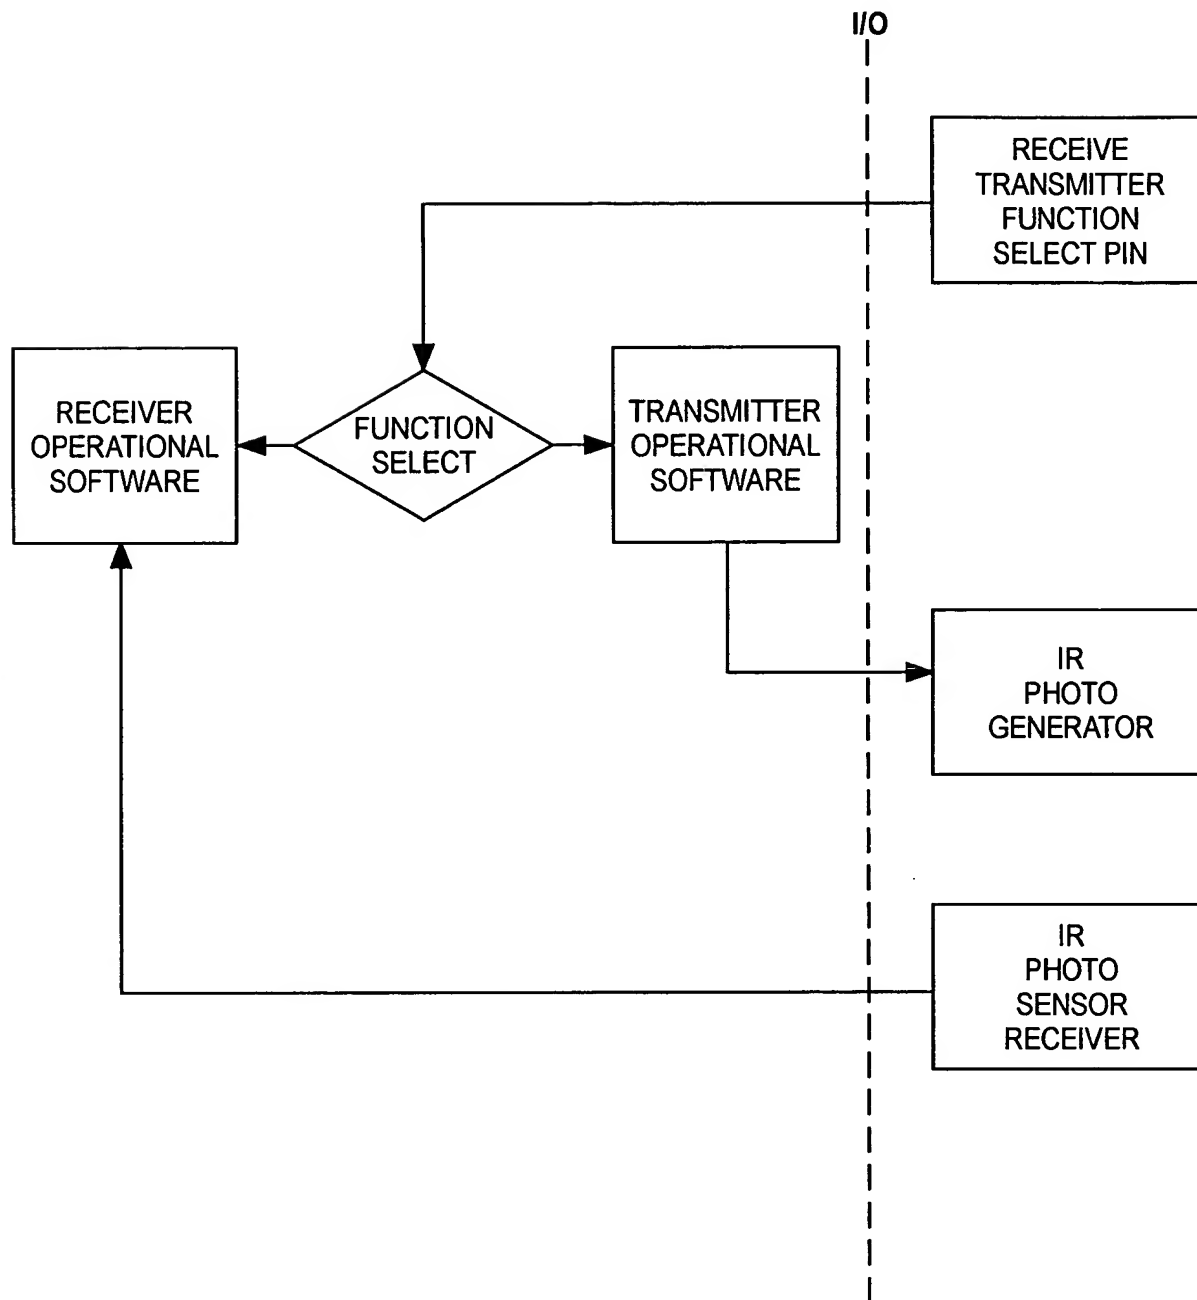 I/O
RECEIVE
TRANSMITTER
FUNCTION
SELECT PIN
RECEIVER
OPERATIONAL
SOFTWARE
FUNCTION
SELECT
TRANSMITTER
OPERATIONAL
SOFTWARE
IR
PHOTO
GENERATOR
IR
PHOTO
SENSOR
RECEIVER